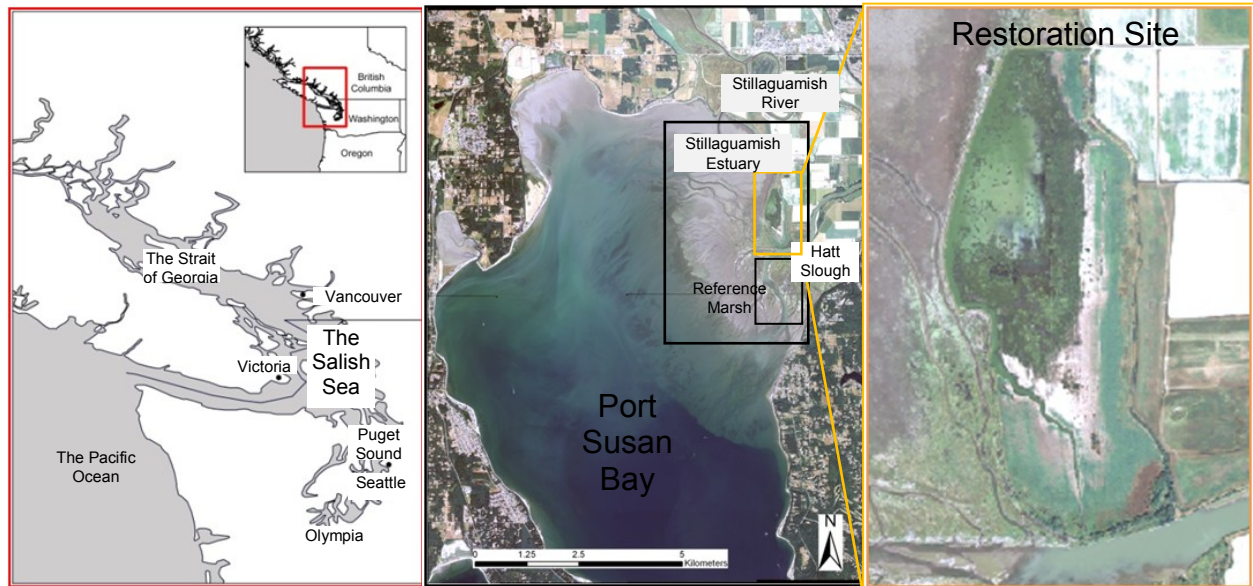 British
Columbia
Washington
Oregon
The Strait
of Georgia
Vancouver
The
Salish
Sea
Victoria
Puget
Sound
Seattle
The Pacific
Ocean
Olympia
Stillaguamish
River
Stillaguamish
Estuary
Hatt
Slough
Reference
Marsh
Port
Susan
Bay
N
0 1.25 2.5 5
Kilometers
Restoration Site